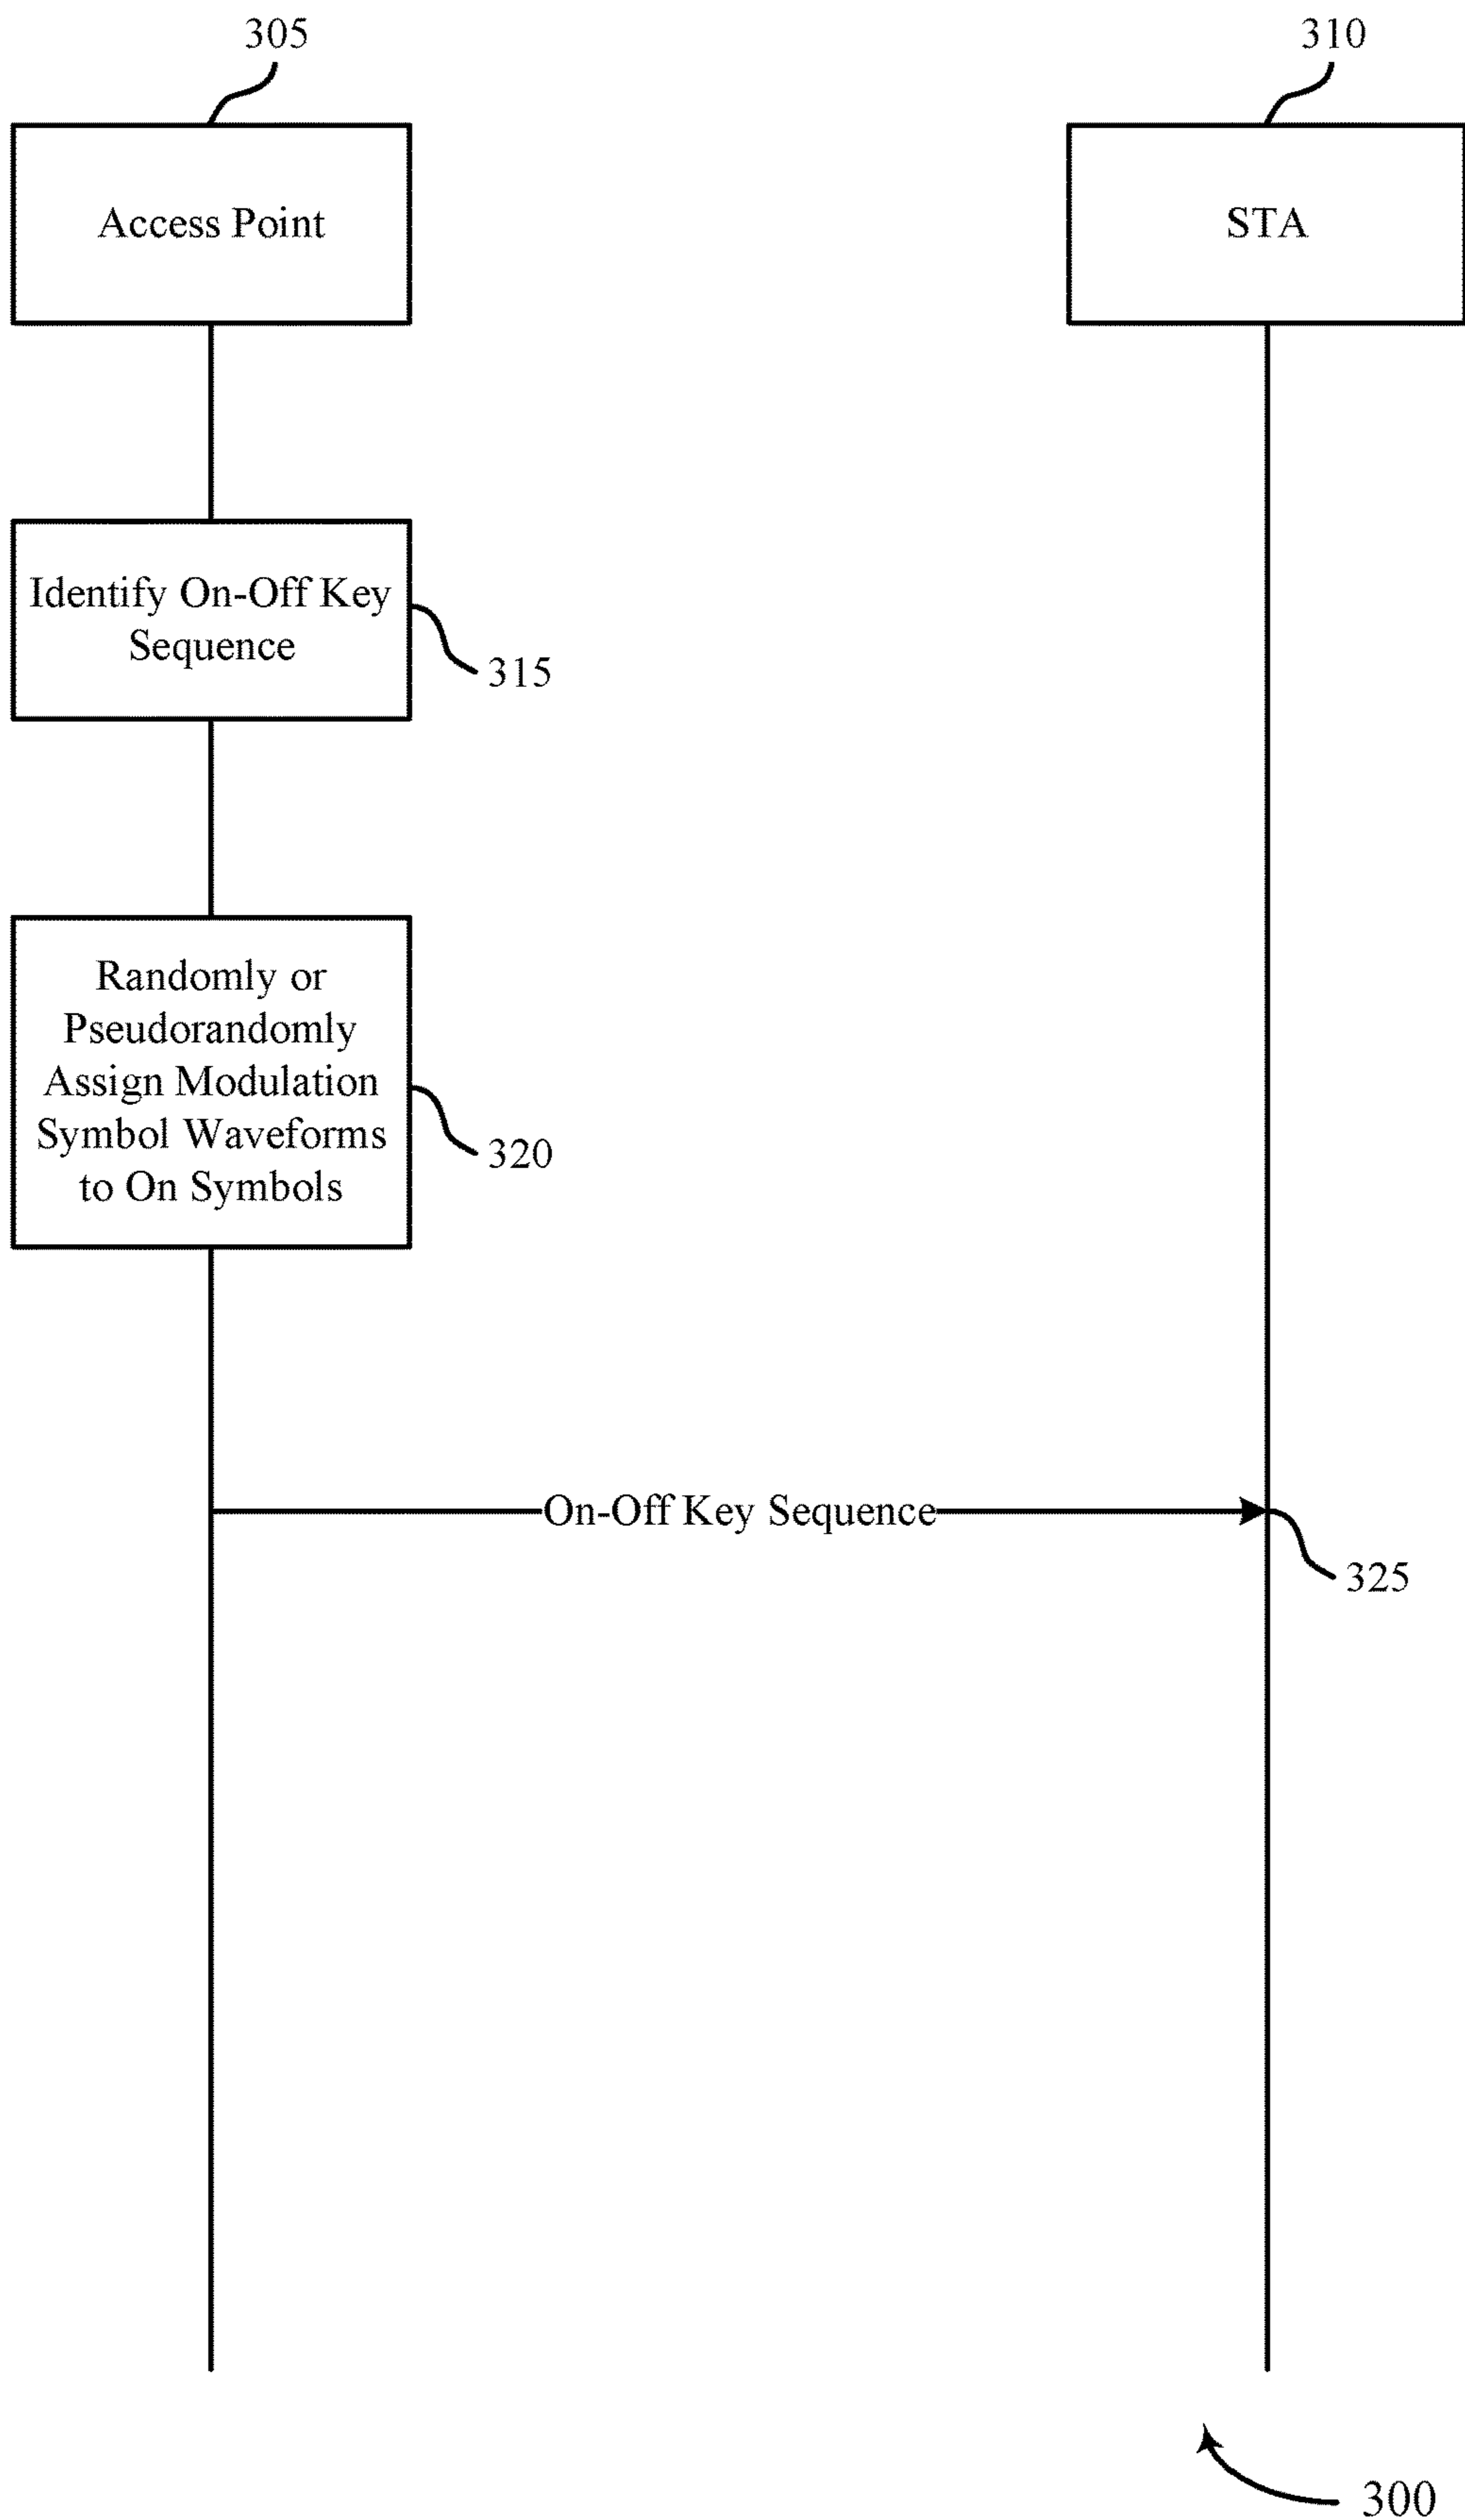 305
310
Access Point
STA
Identify On-Off Key
Sequence
315
Randomly or
Pseudorandomly
Assign Modulation
Symbol Waveforms
to On Symbols
320
On-Off Key Sequence
325
300